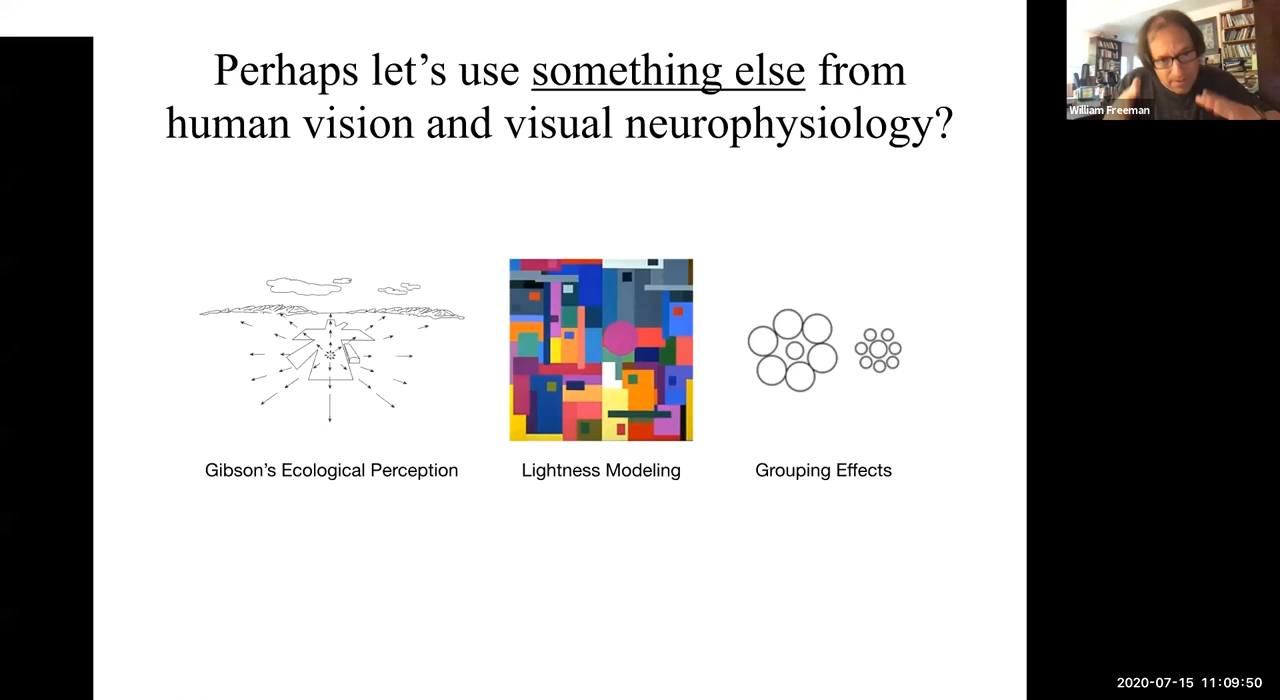 Perhaps let's use something else from
human vision and visual neurophysiology?
William Freeman
Gibson's Ecological Perception
Lightness Modeling
Grouping Effects
2020-07-15 11:09:50